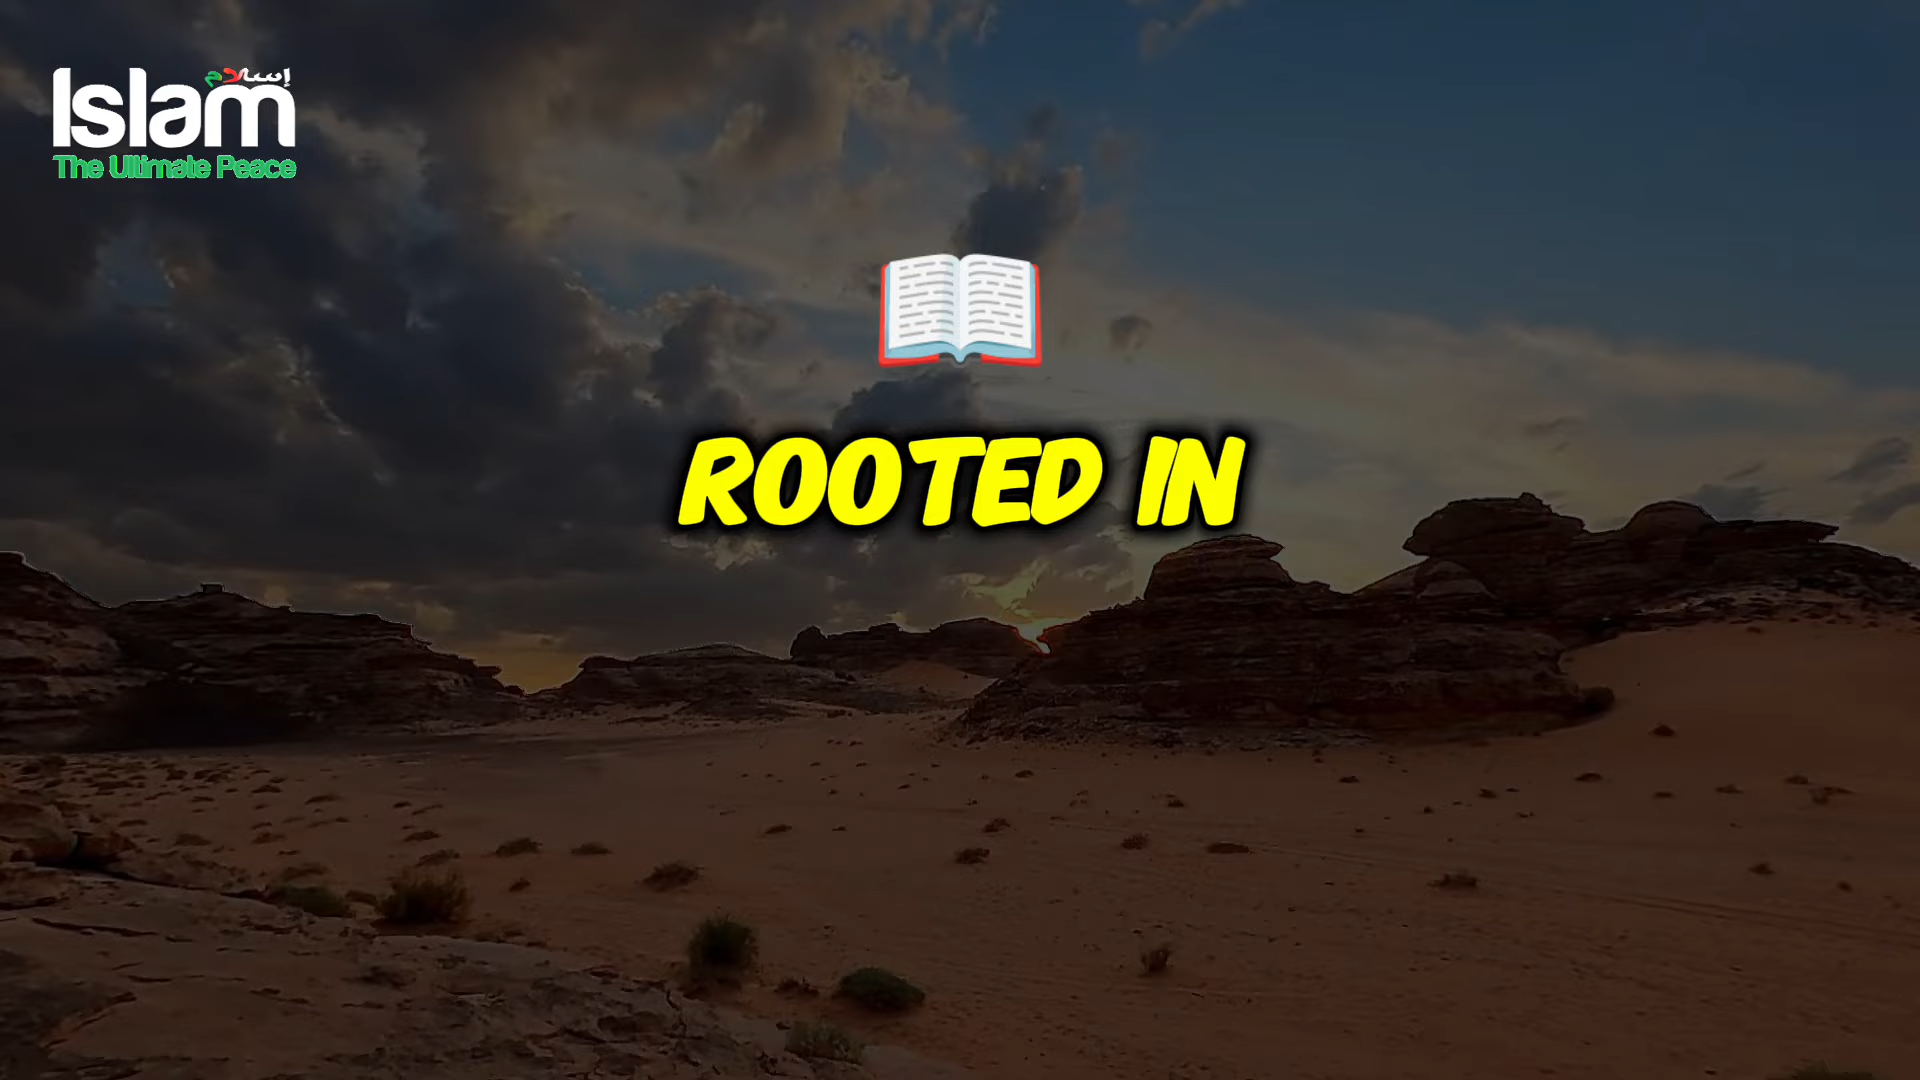 إسلام
Islam
The Ultimate Peace
ROOTED IN